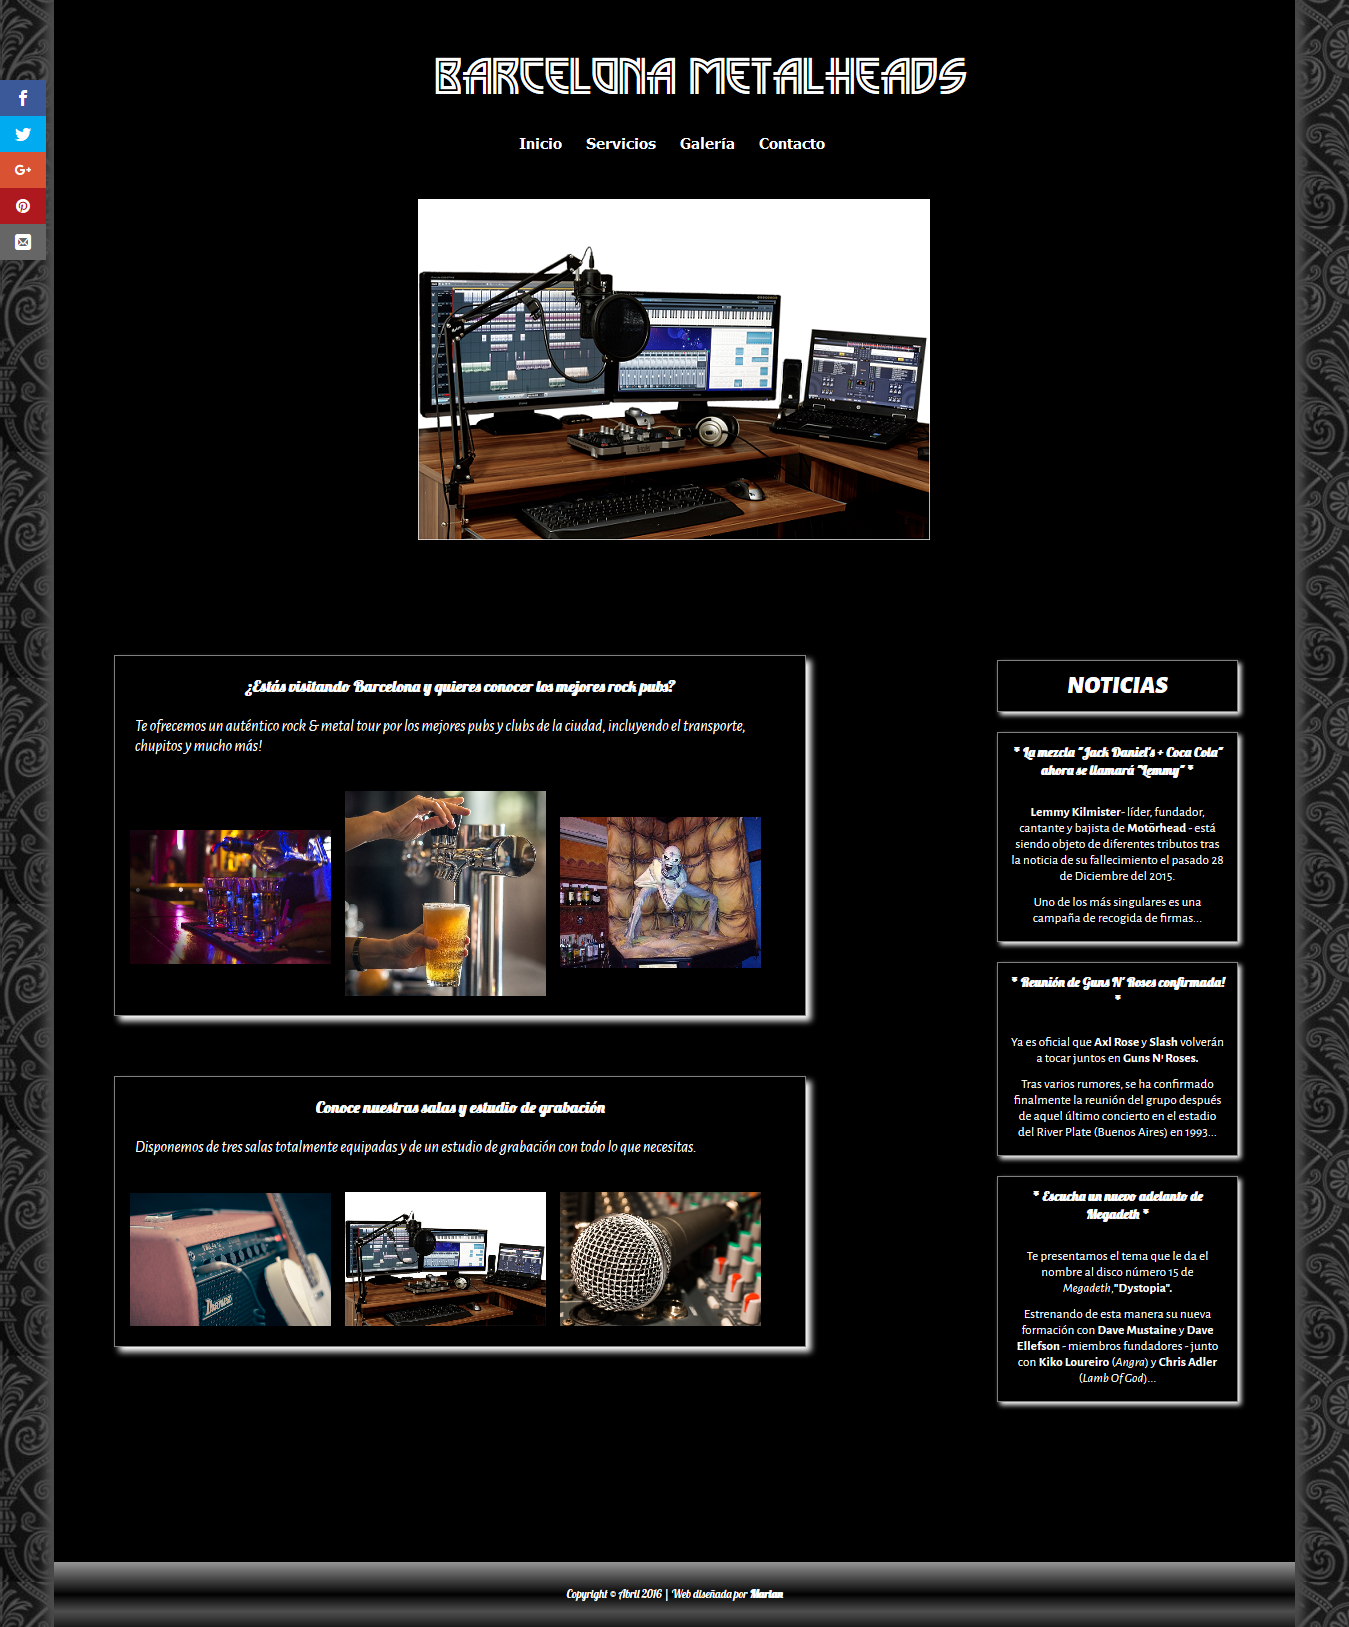 BARCELONA METALHEADS
Inicio Servicios Galería Contacto
¿Estás visitando Barcelona y quieres conocer los mejores rock pubs?
Te ofrecemos un auténtico rock & metal tour por los mejores pubs y clubs de la ciudad, incluyendo el transporte,
chupitos y mucho más!
Conoce nuestras salas y estudio de grabación
Disponemos de tres salas totalmente equipadas y de un estudio de grabación con todo lo que necesitas.
NOTICIAS
* La mezcla "Jack Daniel's + Coca Cola"
ahora se llamará "Lemmy" *
Lemmy Kilmister- líder, fundador,
cantante y bajista de Motörhead - está
siendo objeto de diferentes tributos tras
la noticia de su fallecimiento el pasado 28
de Diciembre del 2015.
Uno de los más singulares es una
campaña de recogida de firmas...
* Reunión de Guns N' Roses confirmada!
*
Ya es oficial que Axl Rose y Slash volverán
a tocar juntos en Guns N' Roses.
Tras varios rumores, se ha confirmado
finalmente la reunión del grupo después
de aquel último concierto en el estadio
del River Plate (Buenos Aires) en 1993...
* Escucha un nuevo adelanto de
Megadeth *
Te presentamos el tema que le da el
nombre al disco número 15 de
Megadeth,"Dystopia".
Estrenando de esta manera su nueva
formación con Dave Mustaine y Dave
Ellefson - miembros fundadores - junto
con Kiko Loureiro (Angra) y Chris Adler
(Lamb Of God)...
Copyright © Abril 2016 | Web diseñada por Marian